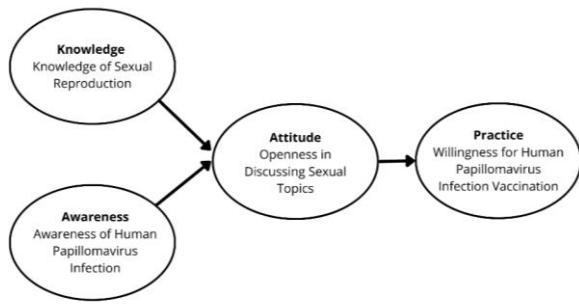 Knowledge
Knowledge of Sexual
Reproduction
Attitude
Openness in
Discussing Sexual
Topics
Practice
Willingness for Human
Papillomavirus
Infection Vaccination
Awareness
Awareness of Human
Papillomavirus
Infection